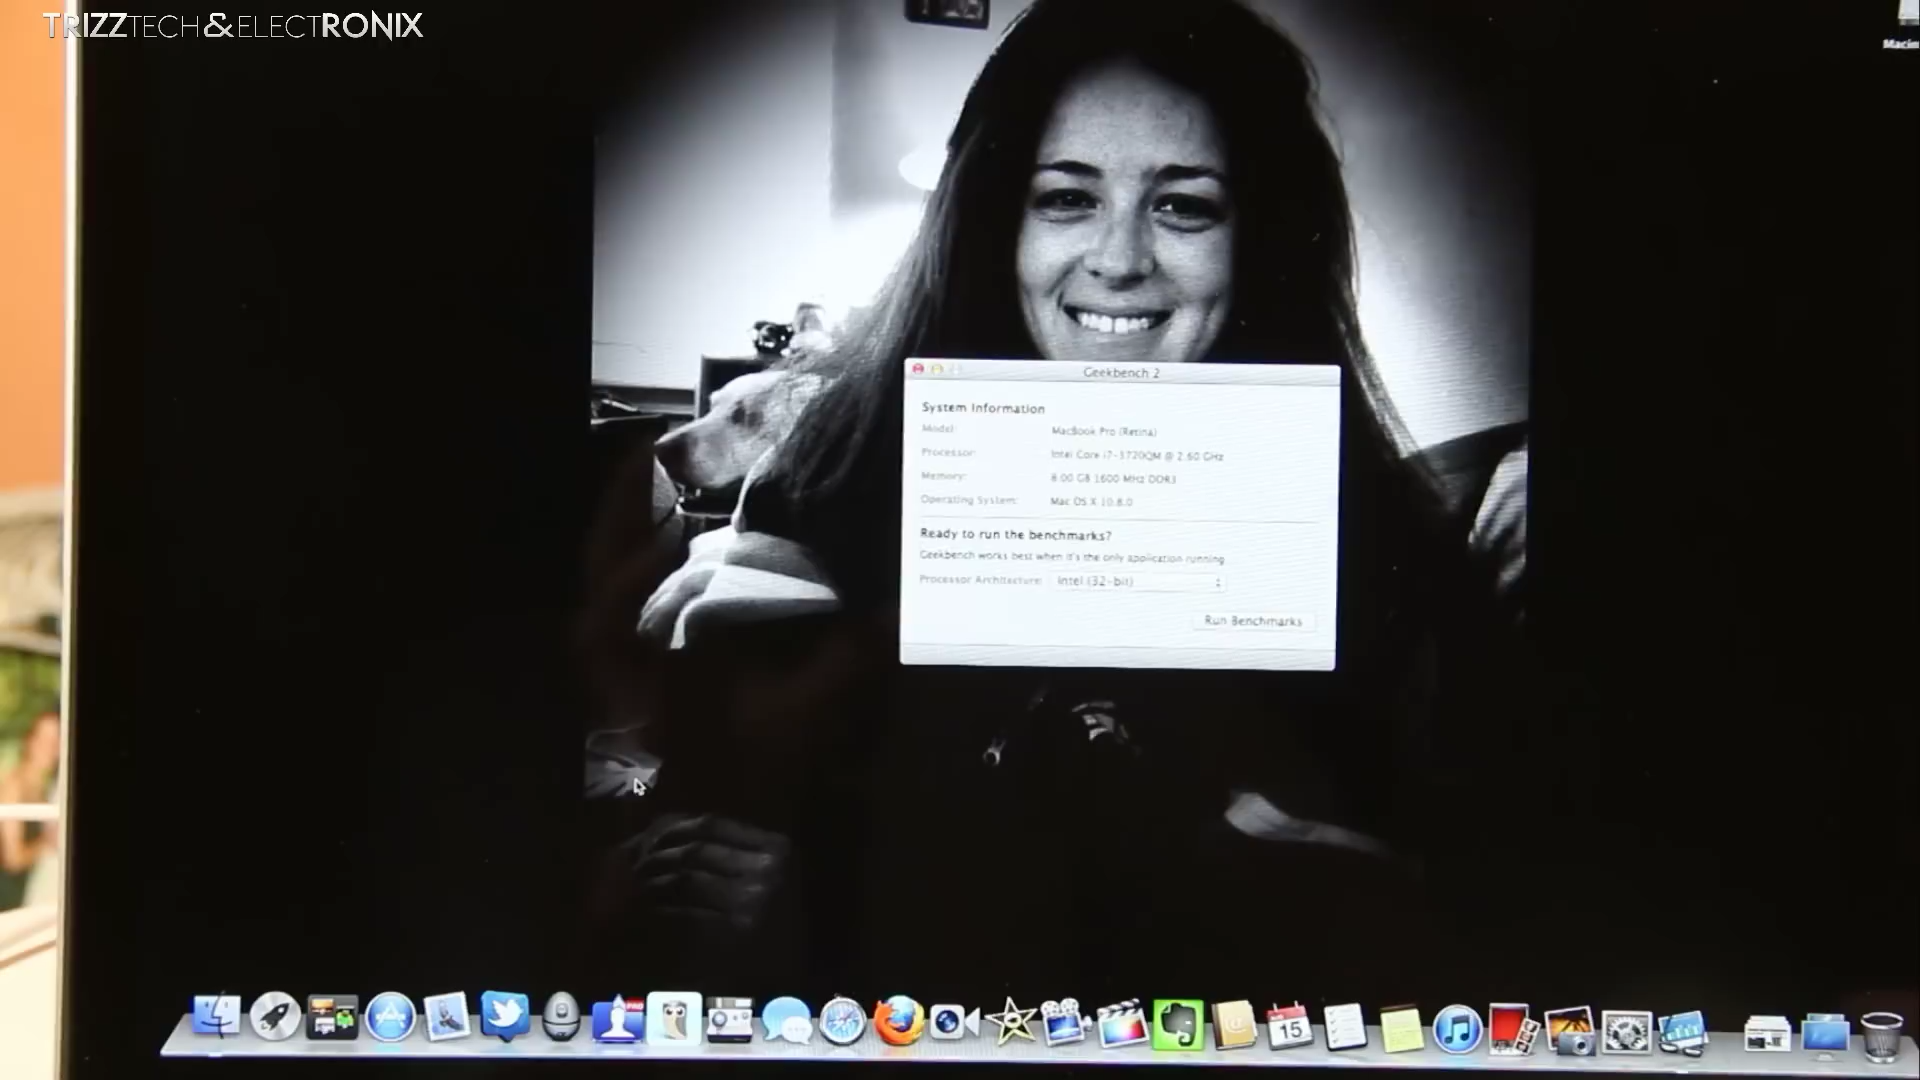 TRIZZTECH&ELECTRONIX
Macin
Geekbench 2
System Information
Model: MacBook Pro (Retina)
Processor: Intel Core i7-3720QM @ 2.60 GHz
Memory: 8.00 GB 1600 MHz DDR3
Operating System: Mac OS X 10.8.0
Ready to run the benchmarks?
Geekbench works best when it's the only application running
Processor Architecture: Intel (32-bit)
Run Benchmarks
PRO
15